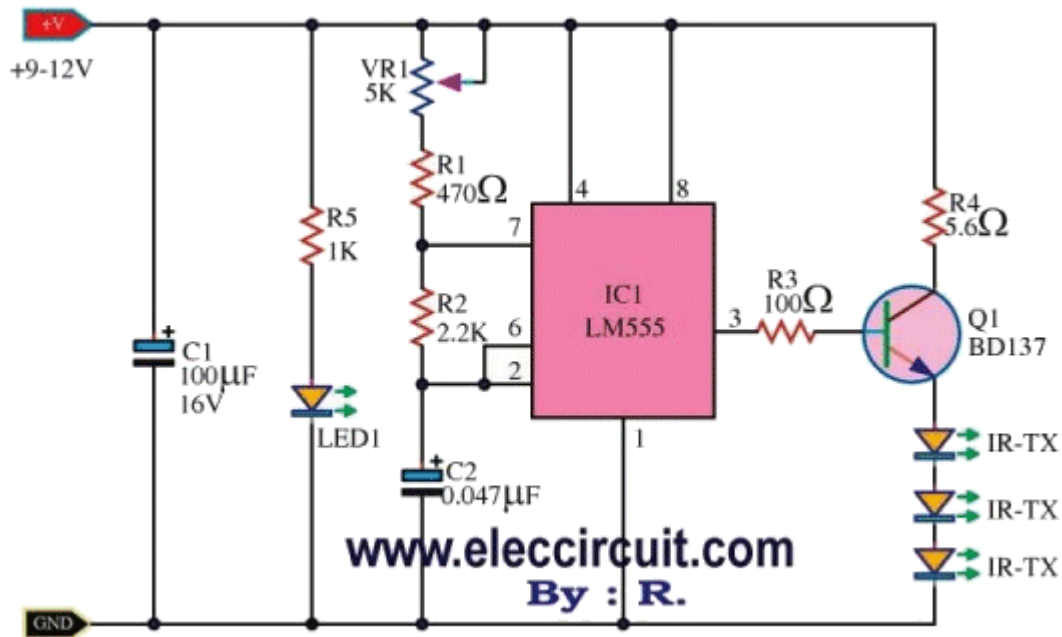 +V
+9-12V
VR1
5K
R1
470Ω
4
8
R4
5.6Ω
R5
1K
7
R2
2.2K
6
2
IC1
LM555
3
R3
100Ω
Q1
BD137
C1
100µF
16V
LED1
1
IR-TX
C2
0.047µF
IR-TX
www.eleccircuit.com
IR-TX
By : R.
GND
+
+